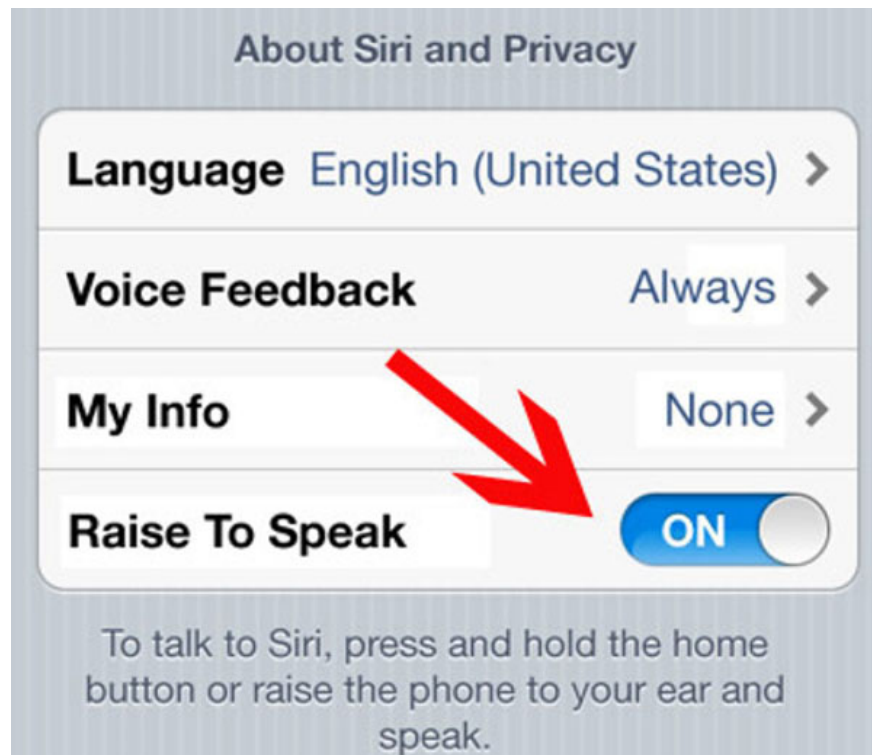 About Siri and Privacy
Language English (United States)
Voice Feedback Always
My Info None
Raise To Speak ON
To talk to Siri, press and hold the home
button or raise the phone to your ear and
speak.